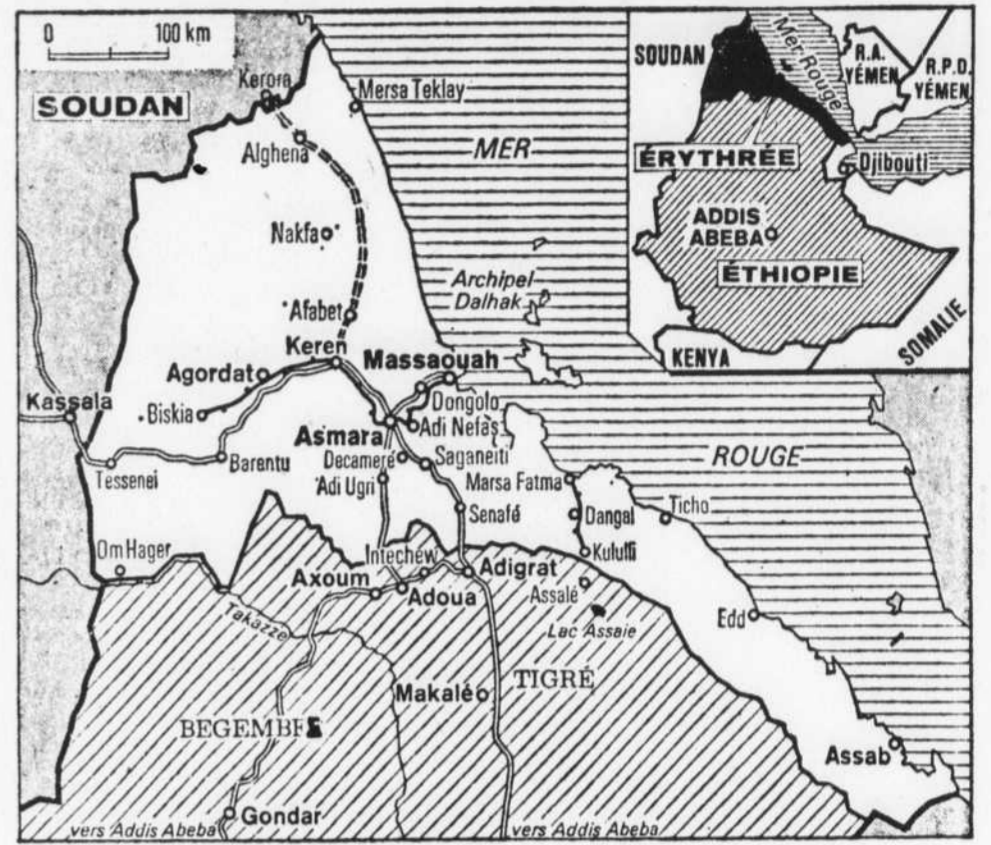 0 100 km
SOUDAN
Kerora
Mersa Teklay
Alghena
MER
Nakfa
Archipel
Dalhak
Afabet
Keren
Massaouah
Agordat
Kassala
Biskia
Dongolo
Asmara
Adi Nefas
ROUGE
Tessenei
Barentu
Decameré
Saganeiti
Adi Ugri
Marsa Fatma
Ticho
Senafé
Dangal
Om Hager
Intechew
Kululli
Axoum
Adigrat
Adoua
Assalé
Takazze
Lac Assale
Edd
Makalé
TIGRÉ
Assab
Gondar
vers Addis Abeba
vers Addis Abeba
SOUDAN
Mer Rouge
R.A.
YÉMEN
R.P.D.
YÉMEN
ÉRYTHRÉE
Djibouti
ADDIS
ABEBA
ÉTHIOPIE
SOMALIE
KENYA